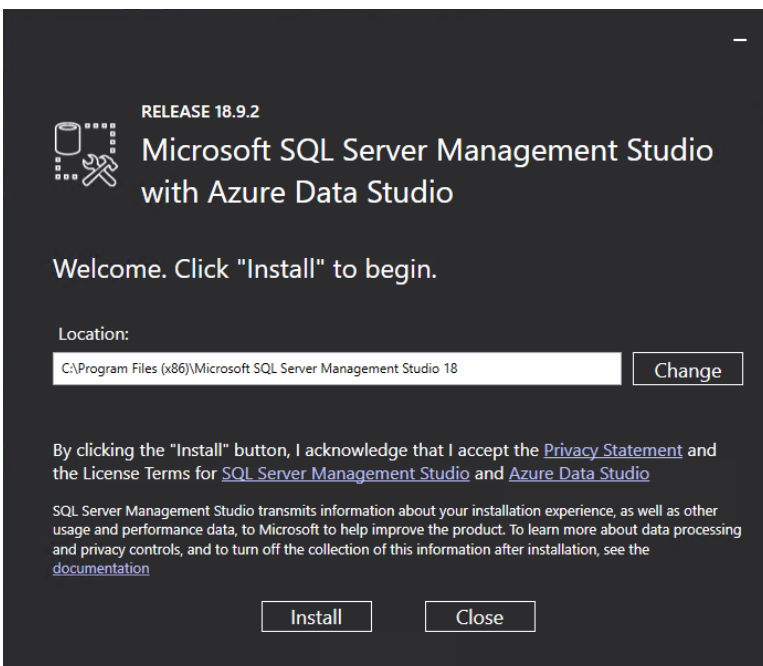 RELEASE 18.9.2
Microsoft SQL Server Management Studio
with Azure Data Studio
Welcome. Click "Install" to begin.
Location:
C:\Program Files (x86)\Microsoft SQL Server Management Studio 18
Change
By clicking the "Install" button, I acknowledge that I accept the Privacy Statement and
the License Terms for SQL Server Management Studio and Azure Data Studio
SQL Server Management Studio transmits information about your installation experience, as well as other
usage and performance data, to Microsoft to help improve the product. To learn more about data processing
and privacy controls, and to turn off the collection of this information after installation, see the
documentation
Install
Close